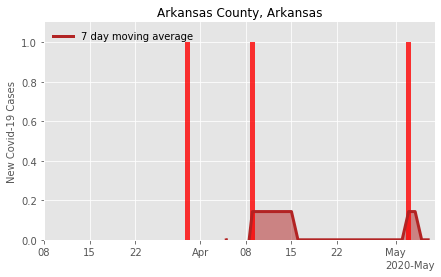 Arkansas County, Arkansas
7 day moving average
New Covid-19 Cases
1.0
0.8
0.6
0.4
0.2
0.0
08 15 22 Apr 08 15 22 May
2020-May